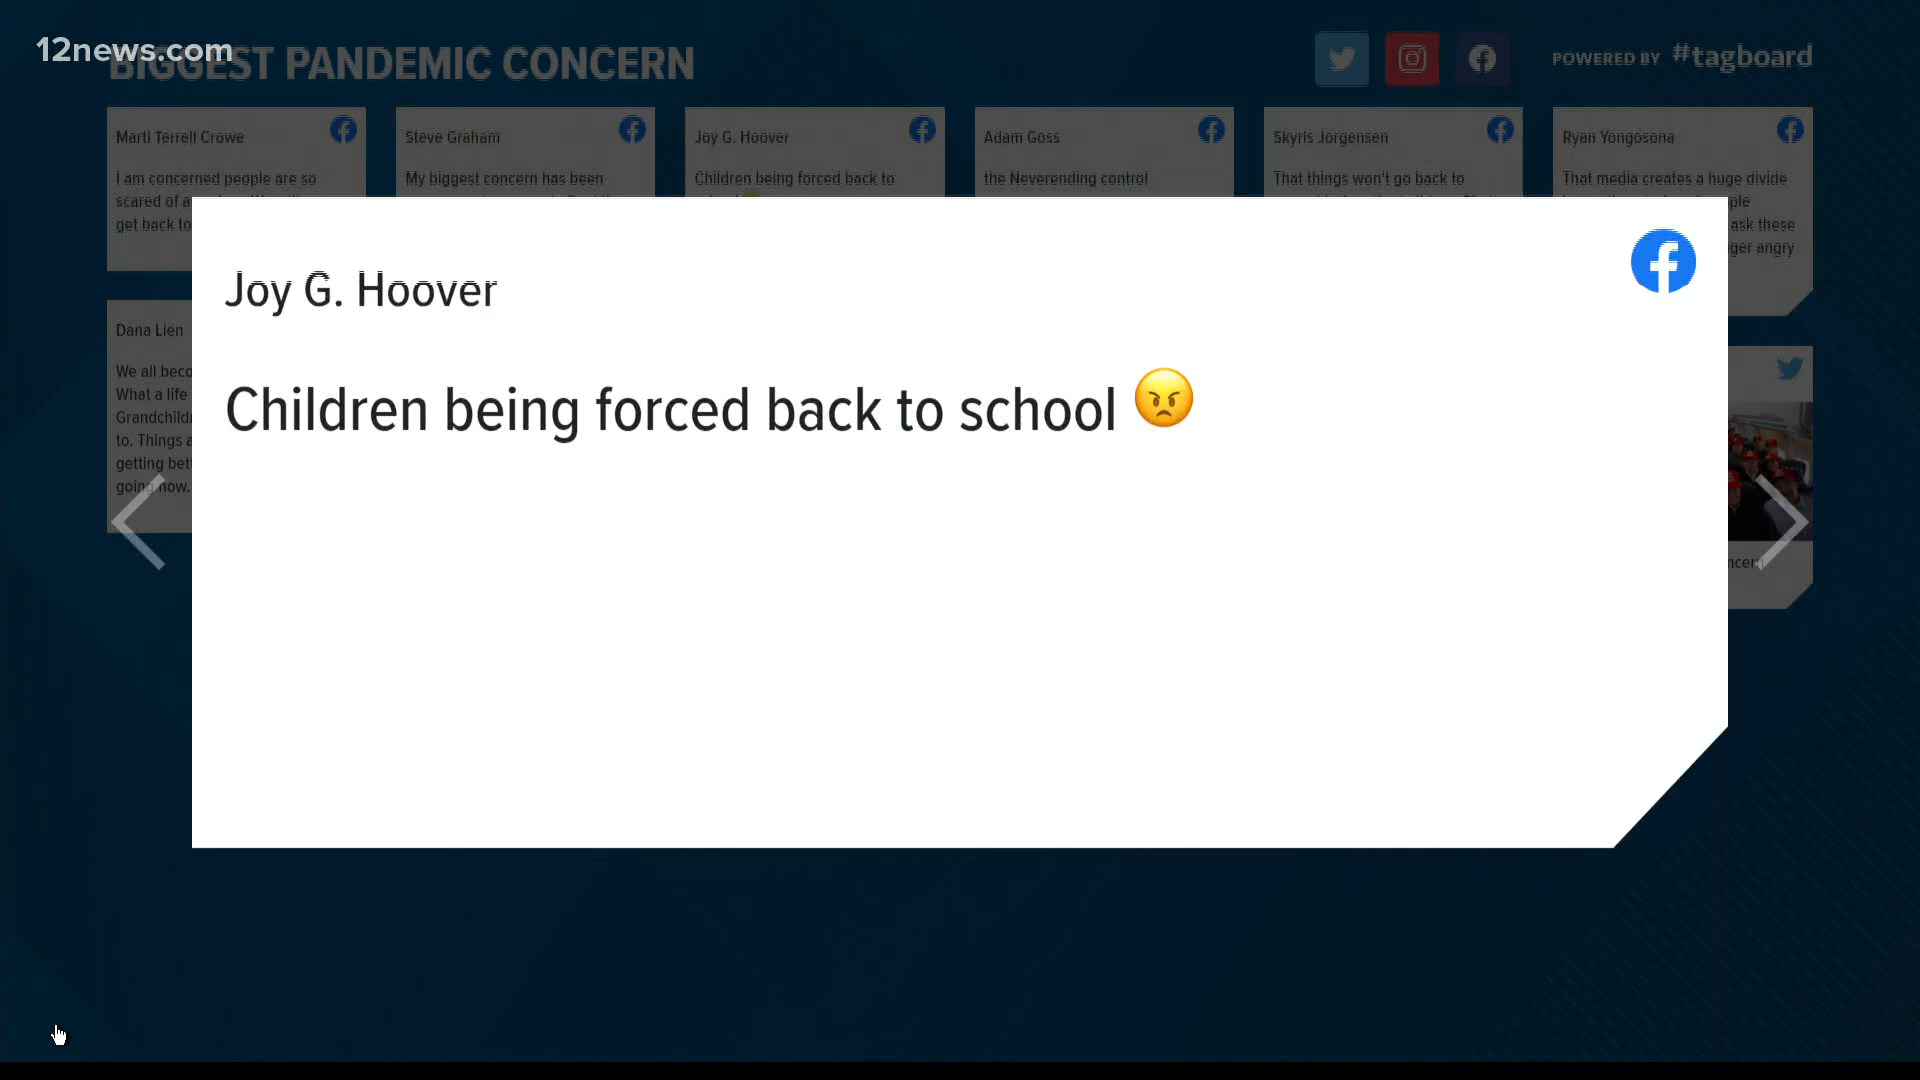 12news.com
BIGGEST PANDEMIC CONCERN
POWERED BY #tagboard
Marti Terrell Crowe
I am concerned people are so
scared of a
get back to
Steve Graham
My biggest concern has been
Joy G. Hoover
Children being forced back to
Adam Goss
the Neverending control
Skyris Jorgensen
That things won't go back to
Ryan Yongosona
That media creates a huge divide
ask these
ger angry
Joy G. Hoover
Children being forced back to school 😠
Dana Lien
We all beco
What a life
Grandchild
to. Things a
getting bet
going now.